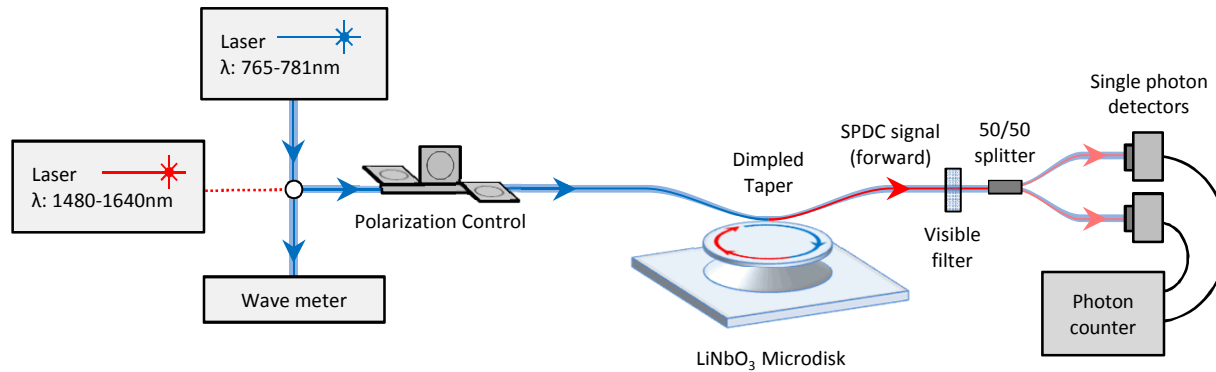 Laser
λ: 765-781nm
Laser
λ: 1480-1640nm
Wave meter
Polarization Control
Dimpled
Taper
SPDC signal
(forward)
50/50
splitter
Single photon
detectors
Visible
filter
LiNbO₃ Microdisk
Photon
counter